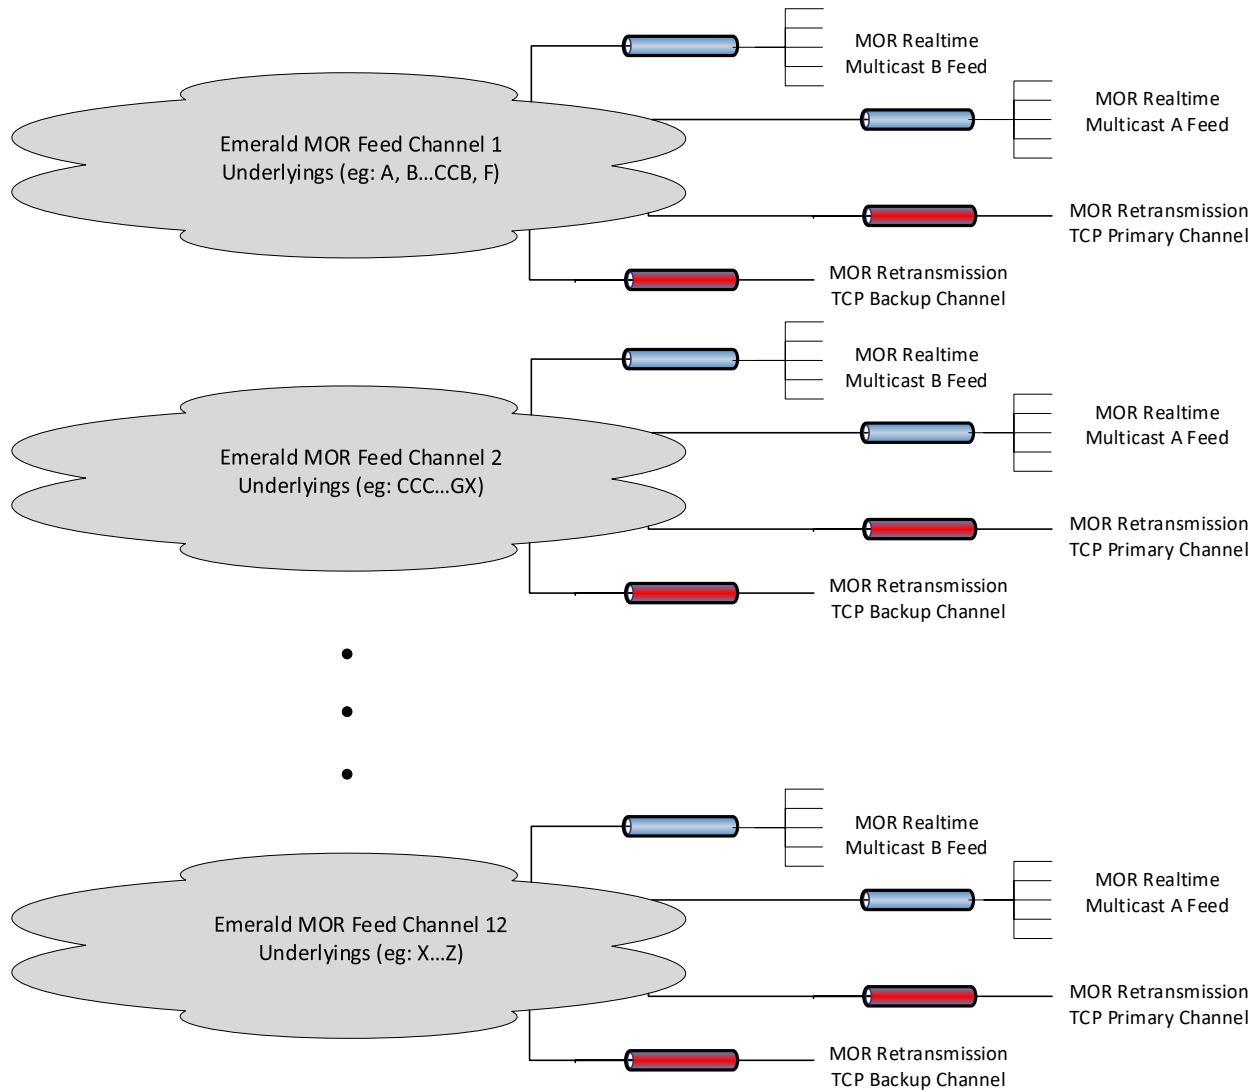 MOR Realtime
Multicast B Feed
MOR Realtime
Multicast A Feed
Emerald MOR Feed Channel 1
Underlyings (eg: A, B...CCB, F)
MOR Retransmission
TCP Primary Channel
MOR Retransmission
TCP Backup Channel
MOR Realtime
Multicast B Feed
MOR Realtime
Multicast A Feed
Emerald MOR Feed Channel 2
Underlyings (eg: CCC...GX)
MOR Retransmission
TCP Primary Channel
MOR Retransmission
TCP Backup Channel
MOR Realtime
Multicast B Feed
MOR Realtime
Multicast A Feed
Emerald MOR Feed Channel 12
Underlyings (eg: X...Z)
MOR Retransmission
TCP Primary Channel
MOR Retransmission
TCP Backup Channel